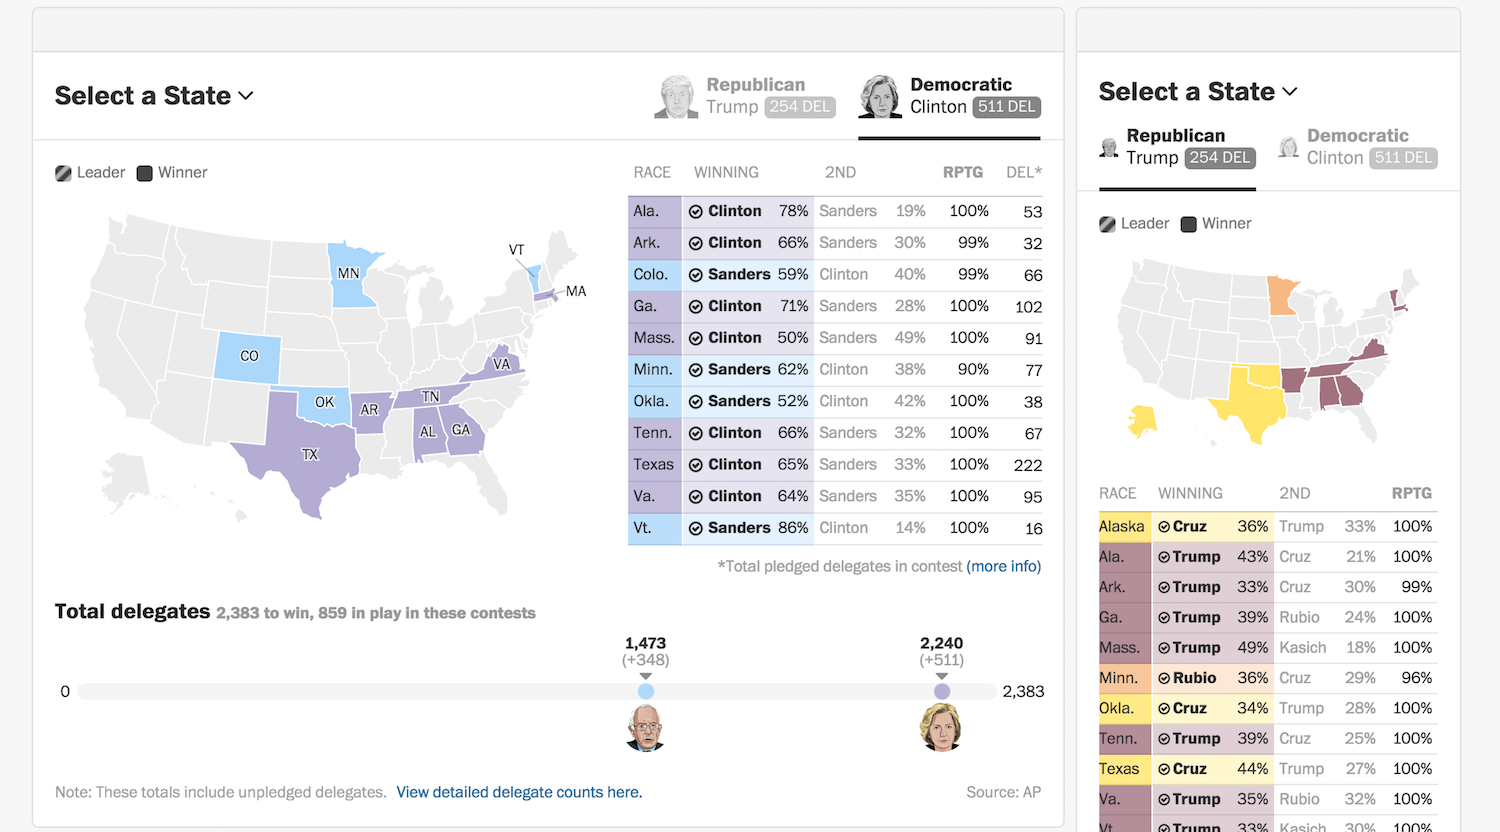 Select a State
Republican
Trump 254 DEL
Democratic
Clinton 511 DEL
Leader Winner
MN
VT
MA
CO
VA
OK
AR
TN
AL
GA
TX
RACE WINNING 2ND RPTG DEL*
Ala. Clinton 78% Sanders 19% 100% 53
Ark. Clinton 66% Sanders 30% 99% 32
Colo. Sanders 59% Clinton 40% 99% 66
Ga. Clinton 71% Sanders 28% 100% 102
Mass. Clinton 50% Sanders 49% 100% 91
Minn. Sanders 62% Clinton 38% 90% 77
Okla. Sanders 52% Clinton 42% 100% 38
Tenn. Clinton 66% Sanders 32% 100% 67
Texas Clinton 65% Sanders 33% 100% 222
Va. Clinton 64% Sanders 35% 100% 95
Vt. Sanders 86% Clinton 14% 100% 16
*Total pledged delegates in contest (more info)
Total delegates 2,383 to win, 859 in play in these contests
1,473
(+348)
2,240
(+511)
0
2,383
Note: These totals include unpledged delegates. View detailed delegate counts here.
Source: AP
Select a State
Republican
Trump 254 DEL
Democratic
Clinton 511 DEL
Leader Winner
RACE WINNING 2ND RPTG
Alaska Cruz 36% Trump 33% 100%
Ala. Trump 43% Cruz 21% 100%
Ark. Trump 33% Cruz 30% 99%
Ga. Trump 39% Rubio 24% 100%
Mass. Trump 49% Kasich 18% 100%
Minn. Rubio 36% Cruz 29% 96%
Okla. Cruz 34% Trump 28% 100%
Tenn. Trump 39% Cruz 25% 100%
Texas Cruz 44% Trump 27% 100%
Va. Trump 35% Rubio 32% 100%
Vt. Trump 33% Kasich 30% 100%